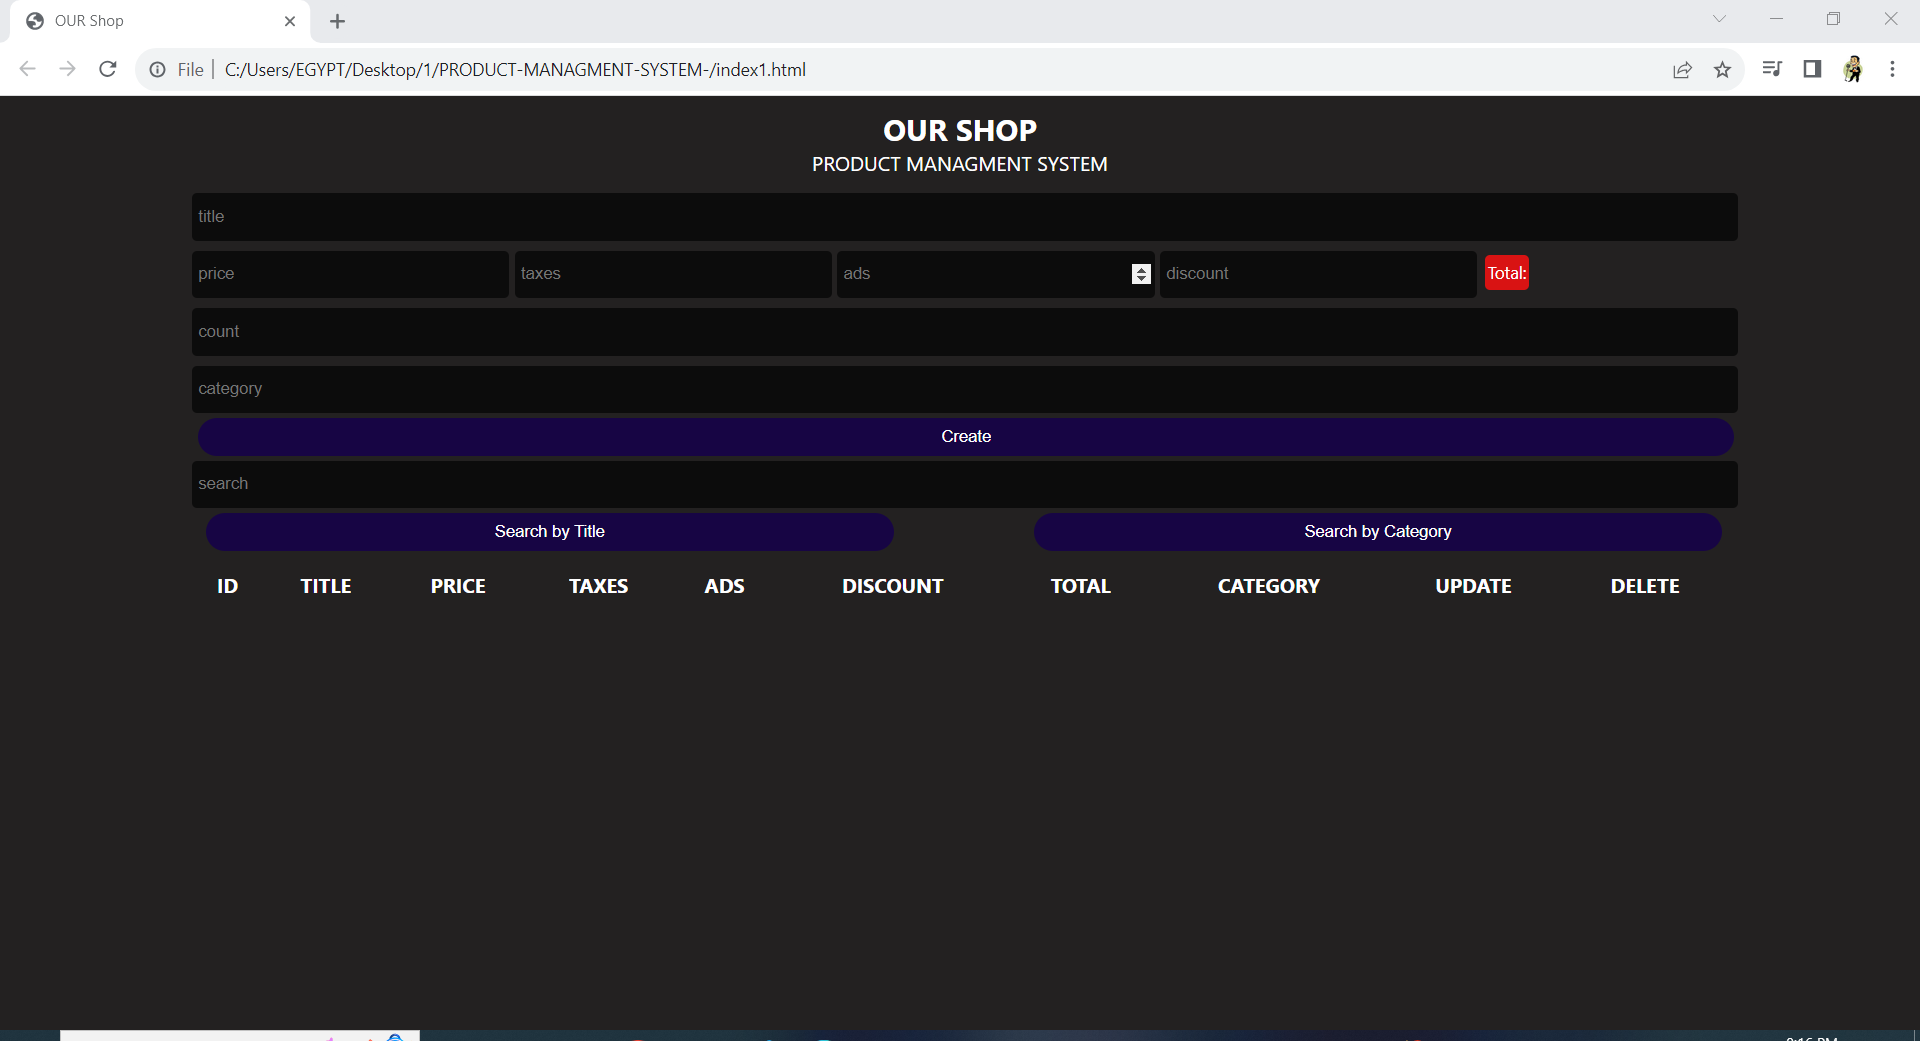 OUR Shop
File C:/Users/EGYPT/Desktop/1/PRODUCT-MANAGMENT-SYSTEM-/index1.html
OUR SHOP
PRODUCT MANAGMENT SYSTEM
title
price taxes ads discount Total:
count
category
Create
search
Search by Title Search by Category
ID TITLE PRICE TAXES ADS DISCOUNT TOTAL CATEGORY UPDATE DELETE